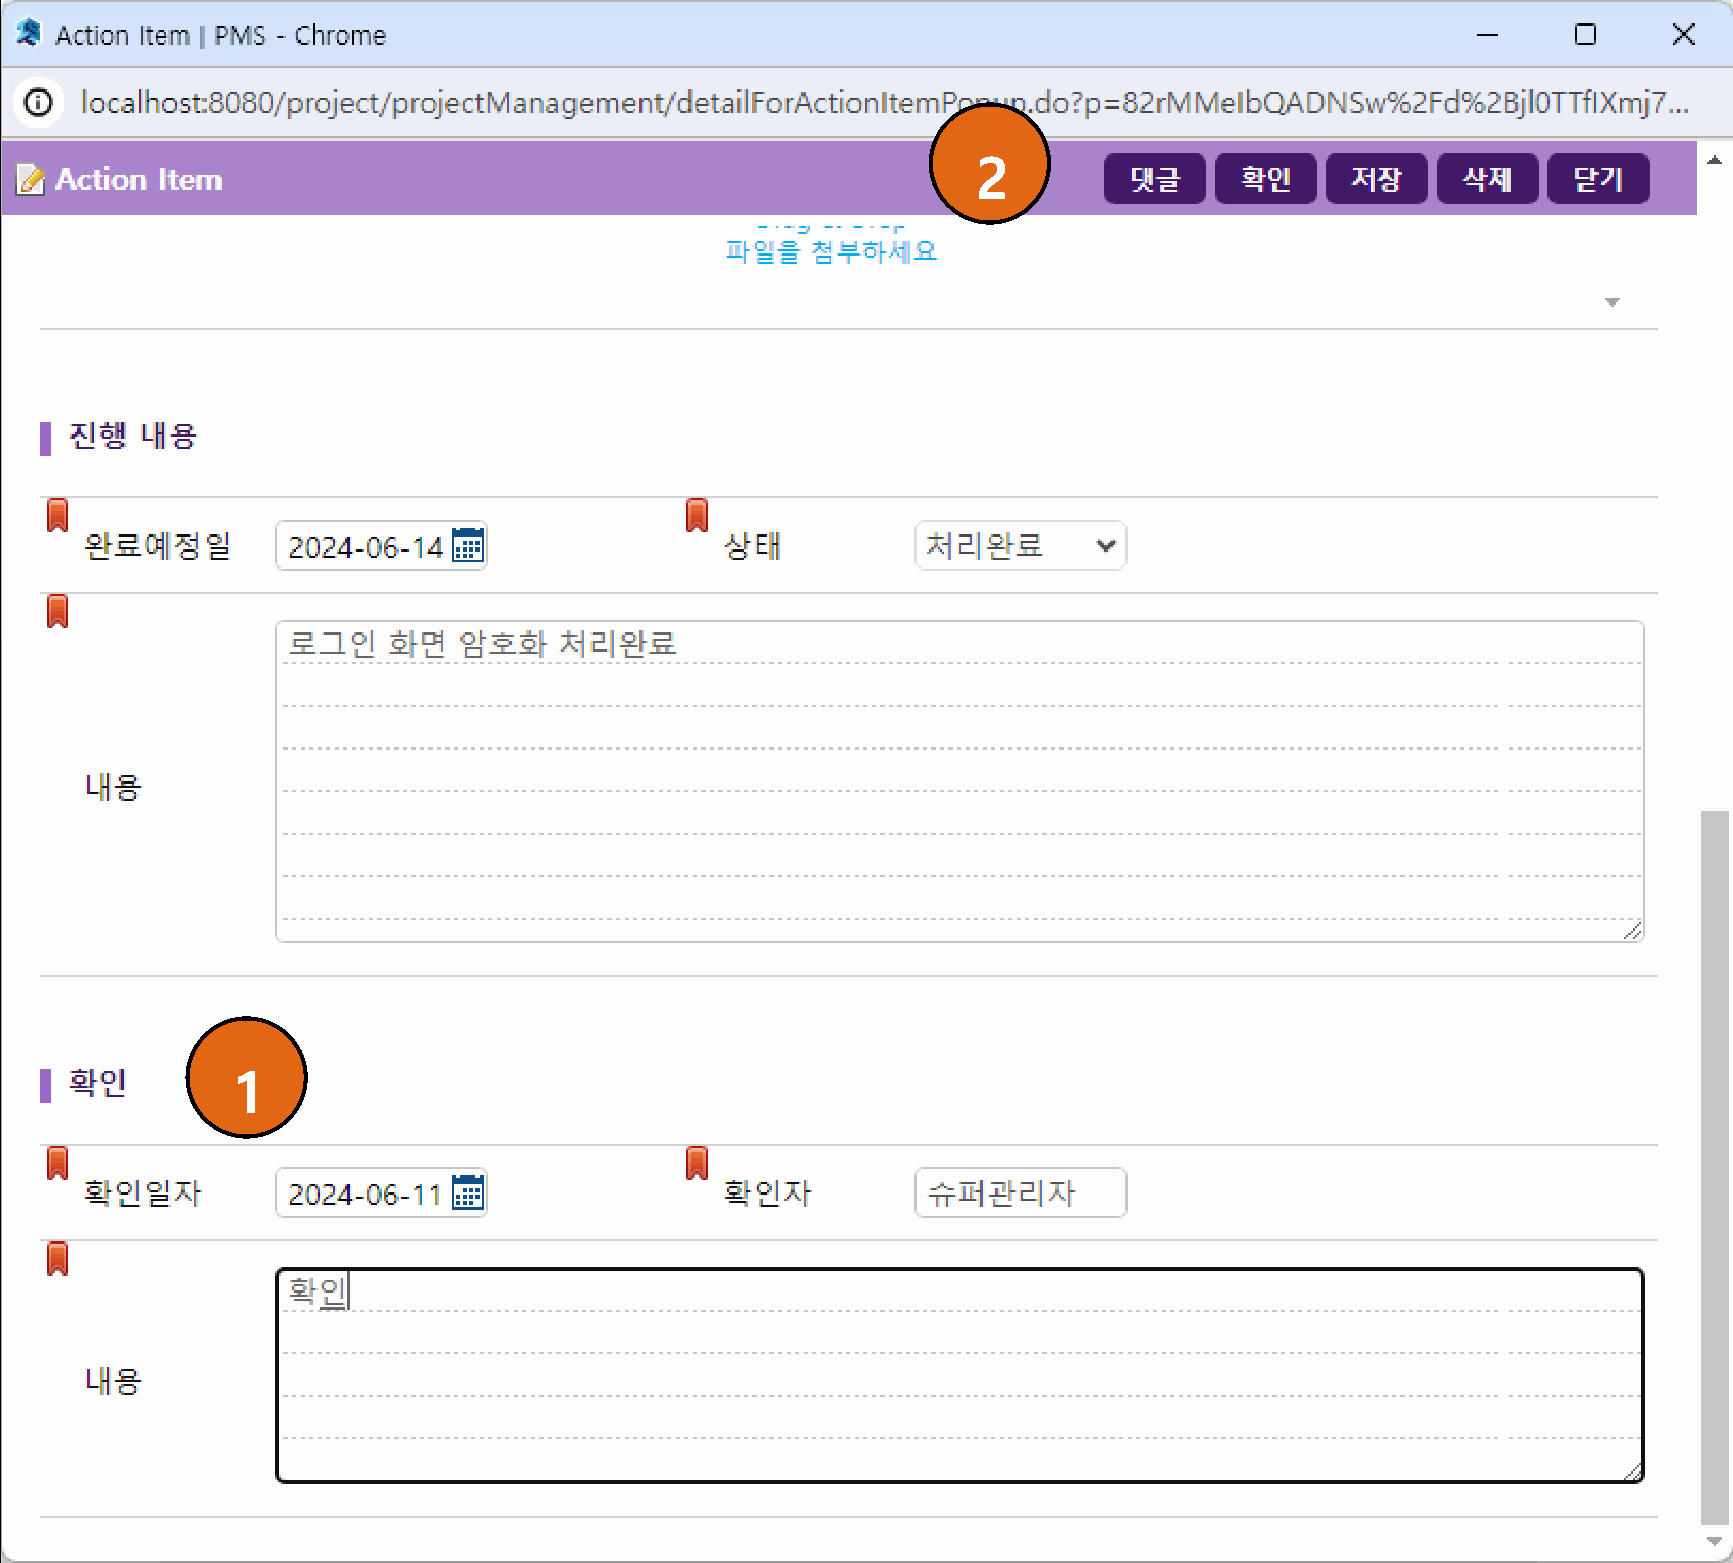 Action Item | PMS - Chrome
localhost:8080/project/projectManagement/detailForActionItemPopup.do?p=82rMMeIbQADNSw%2Fd%2Bjl0TTfIXmj7...
Action Item
2
댓글 확인 저장 삭제 닫기
파일을 첨부하세요
진행 내용
완료예정일 2024-06-14 상태 처리완료
로그인 화면 암호화 처리완료
내용
확인
1
확인일자 2024-06-11 확인자 슈퍼관리자
확인
내용